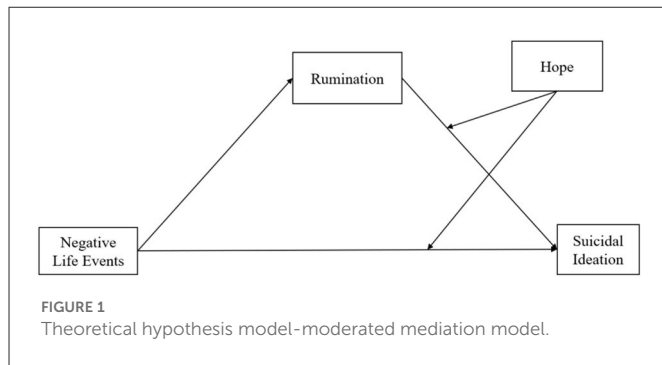 Rumination
Hope
Negative
Life Events
Suicidal
Ideation
FIGURE 1
Theoretical hypothesis model-moderated mediation model.